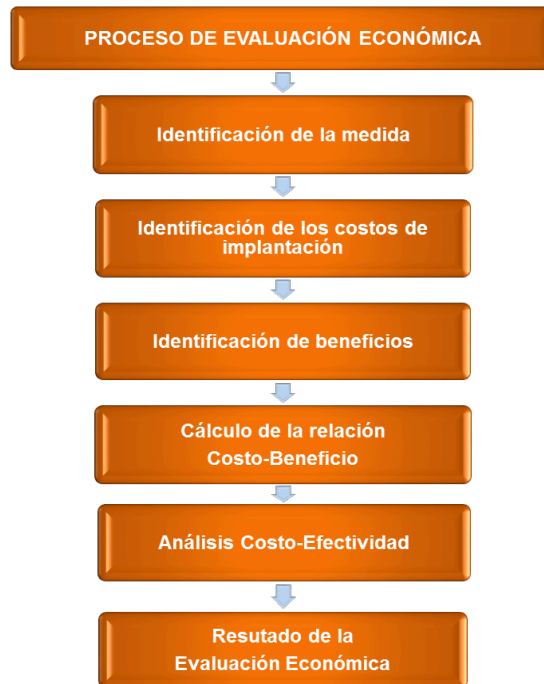 PROCESO DE EVALUACIÓN ECONÓMICA
Identificación de la medida
Identificación de los costos de
implantación
Identificación de beneficios
Cálculo de la relación
Costo-Beneficio
Análisis Costo-Efectividad
Resutado de la
Evaluación Económica